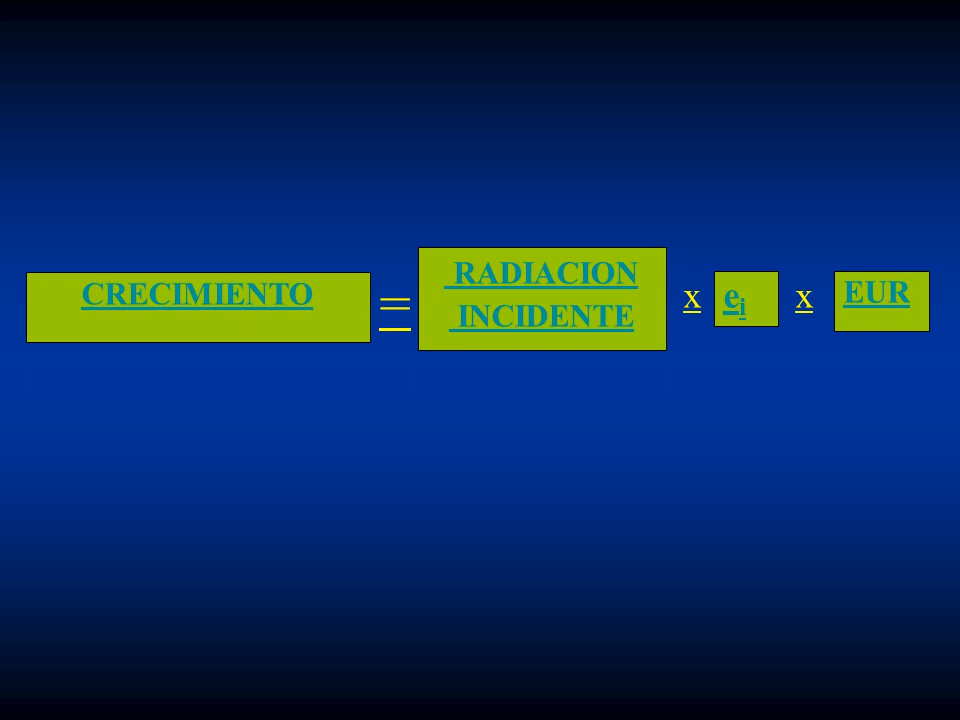 CRECIMIENTO = RADIACION INCIDENTE x ei x EUR